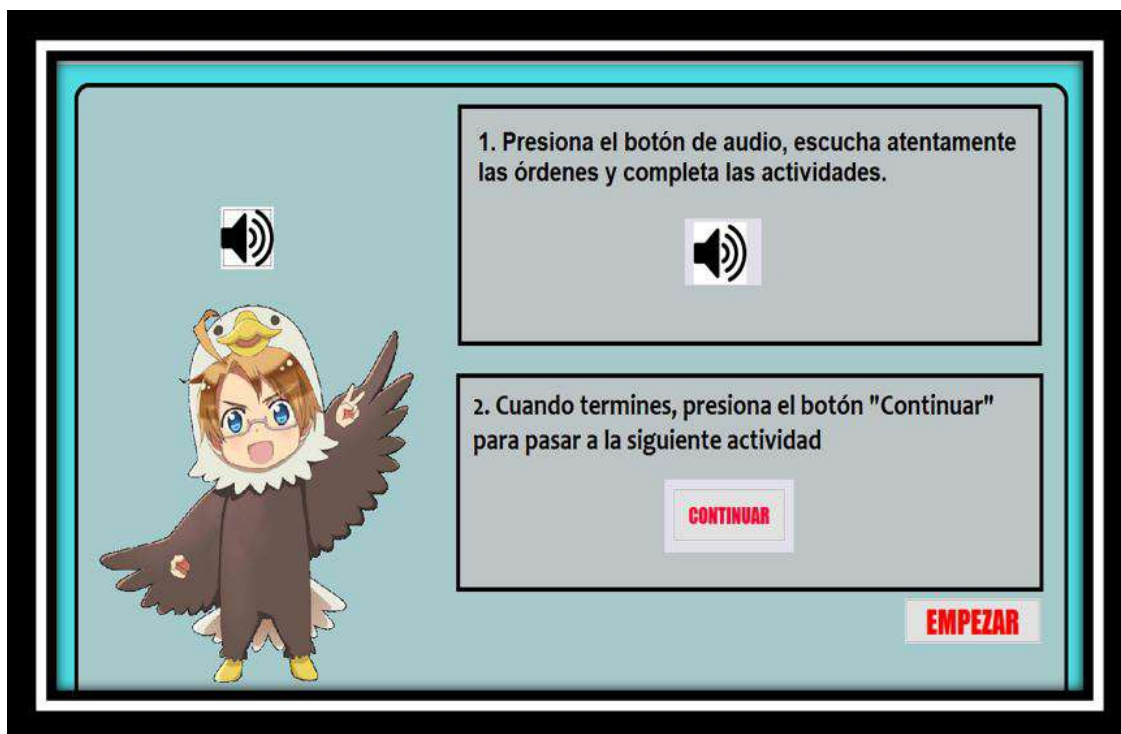 1. Presiona el botón de audio, escucha atentamente
las órdenes y completa las actividades.
2. Cuando termines, presiona el botón "Continuar"
para pasar a la siguiente actividad
CONTINUAR
EMPEZAR